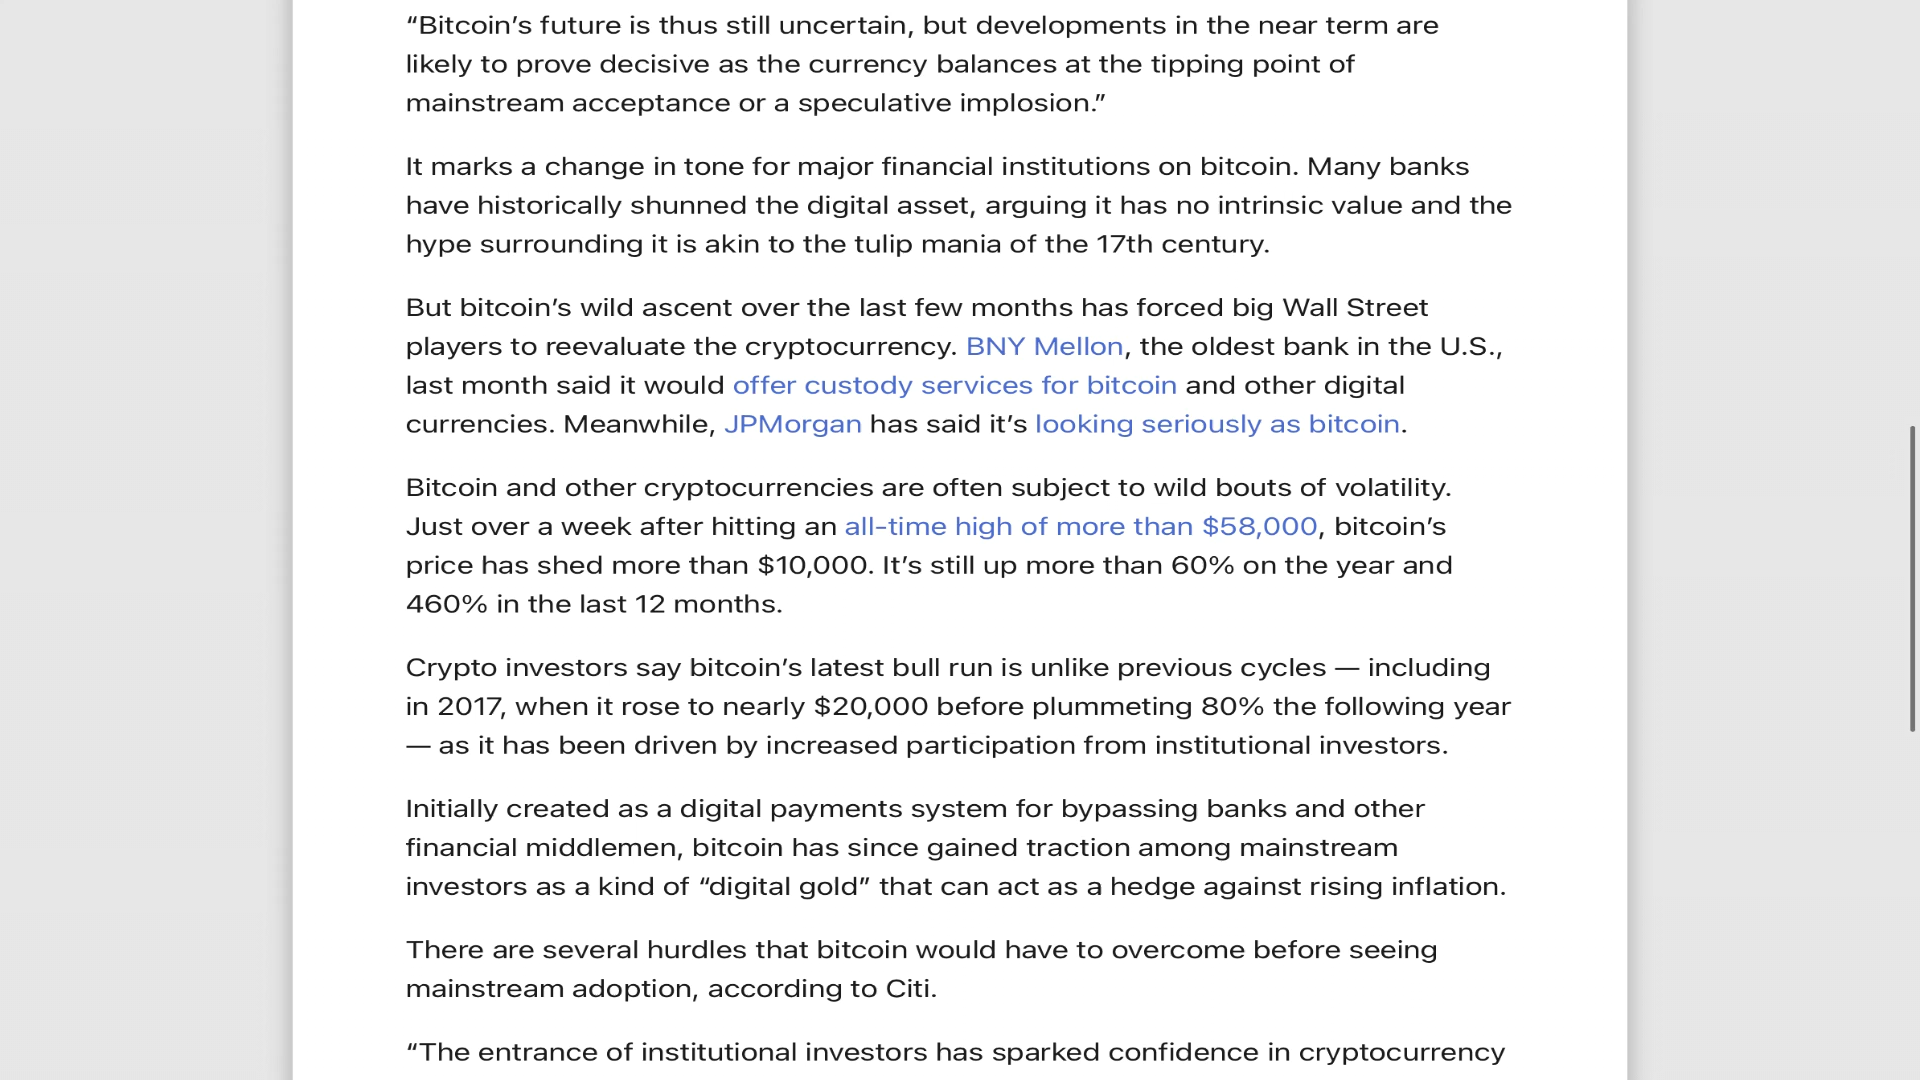 “Bitcoin’s future is thus still uncertain, but developments in the near term are
likely to prove decisive as the currency balances at the tipping point of
mainstream acceptance or a speculative implosion.”
It marks a change in tone for major financial institutions on bitcoin. Many banks
have historically shunned the digital asset, arguing it has no intrinsic value and the
hype surrounding it is akin to the tulip mania of the 17th century.
But bitcoin’s wild ascent over the last few months has forced big Wall Street
players to reevaluate the cryptocurrency. BNY Mellon, the oldest bank in the U.S.,
last month said it would offer custody services for bitcoin and other digital
currencies. Meanwhile, JPMorgan has said it’s looking seriously as bitcoin.
Bitcoin and other cryptocurrencies are often subject to wild bouts of volatility.
Just over a week after hitting an all-time high of more than $58,000, bitcoin’s
price has shed more than $10,000. It’s still up more than 60% on the year and
460% in the last 12 months.
Crypto investors say bitcoin’s latest bull run is unlike previous cycles — including
in 2017, when it rose to nearly $20,000 before plummeting 80% the following year
— as it has been driven by increased participation from institutional investors.
Initially created as a digital payments system for bypassing banks and other
financial middlemen, bitcoin has since gained traction among mainstream
investors as a kind of “digital gold” that can act as a hedge against rising inflation.
There are several hurdles that bitcoin would have to overcome before seeing
mainstream adoption, according to Citi.
“The entrance of institutional investors has sparked confidence in cryptocurrency